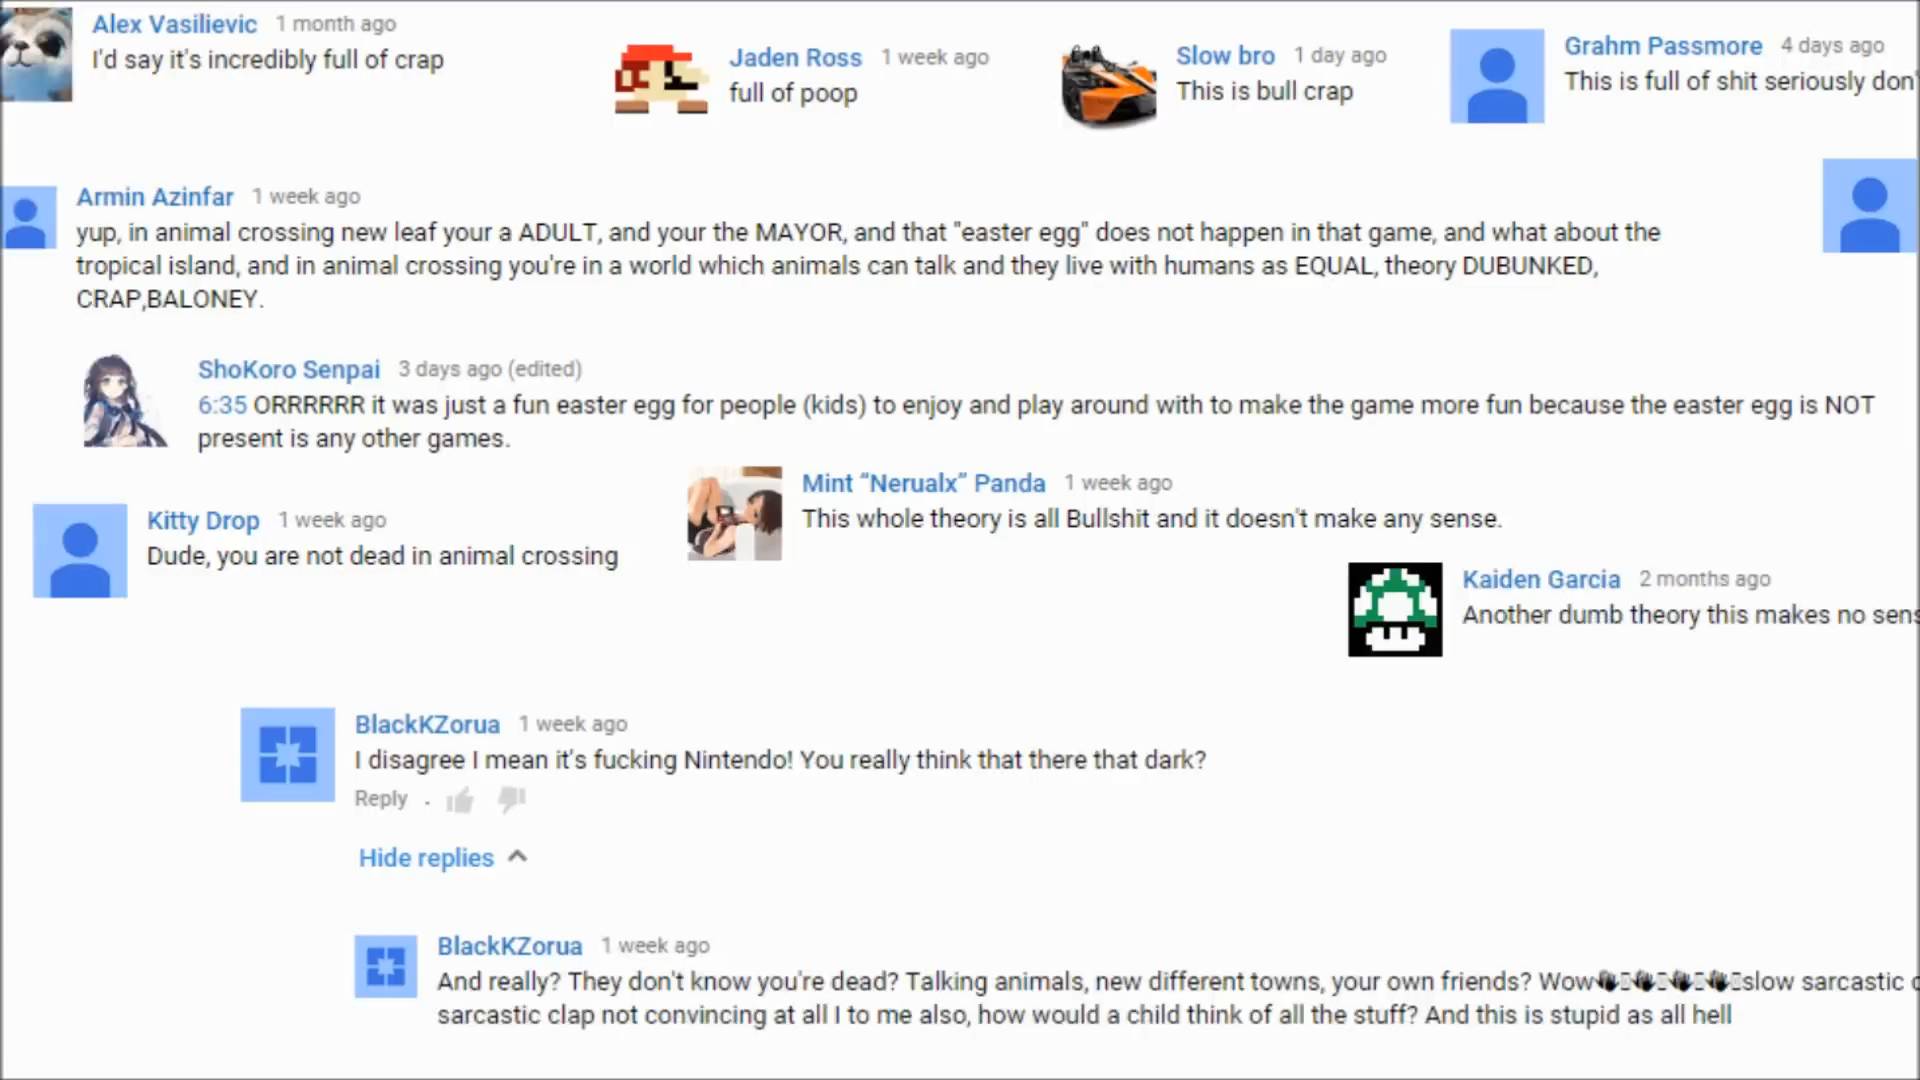 Alex Vasilievic 1 month ago
I'd say it's incredibly full of crap
Jaden Ross 1 week ago
full of poop
Slow bro 1 day ago
This is bull crap
Grahm Passmore 4 days ago
This is full of shit seriously don'
Armin Azinfar 1 week ago
yup, in animal crossing new leaf your a ADULT, and your the MAYOR, and that "easter egg" does not happen in that game, and what about the
tropical island, and in animal crossing you're in a world which animals can talk and they live with humans as EQUAL, theory DUBUNKED,
CRAP,BALONEY.
ShoKoro Senpai 3 days ago (edited)
6:35 ORRRRRR it was just a fun easter egg for people (kids) to enjoy and play around with to make the game more fun because the easter egg is NOT
present is any other games.
Mint “Nerualx” Panda 1 week ago
This whole theory is all Bullshit and it doesn't make any sense.
Kitty Drop 1 week ago
Dude, you are not dead in animal crossing
Kaiden Garcia 2 months ago
Another dumb theory this makes no sens
BlackKZorua 1 week ago
I disagree I mean it's fucking Nintendo! You really think that there that dark?
Reply .
Hide replies
BlackKZorua 1 week ago
And really? They don't know you're dead? Talking animals, new different towns, your own friends? Wow slow sarcastic
sarcastic clap not convincing at all I to me also, how would a child think of all the stuff? And this is stupid as all hell